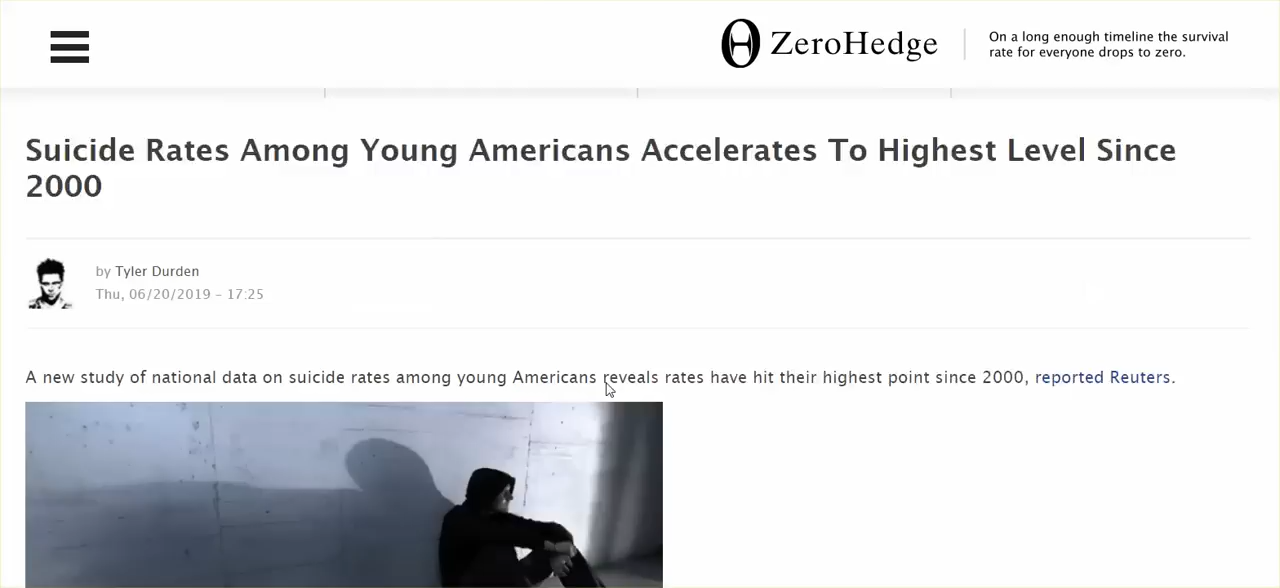 ZeroHedge
On a long enough timeline the survival
rate for everyone drops to zero.
Suicide Rates Among Young Americans Accelerates To Highest Level Since
2000
by Tyler Durden
Thu, 06/20/2019 - 17:25
A new study of national data on suicide rates among young Americans reveals rates have hit their highest point since 2000, reported Reuters.